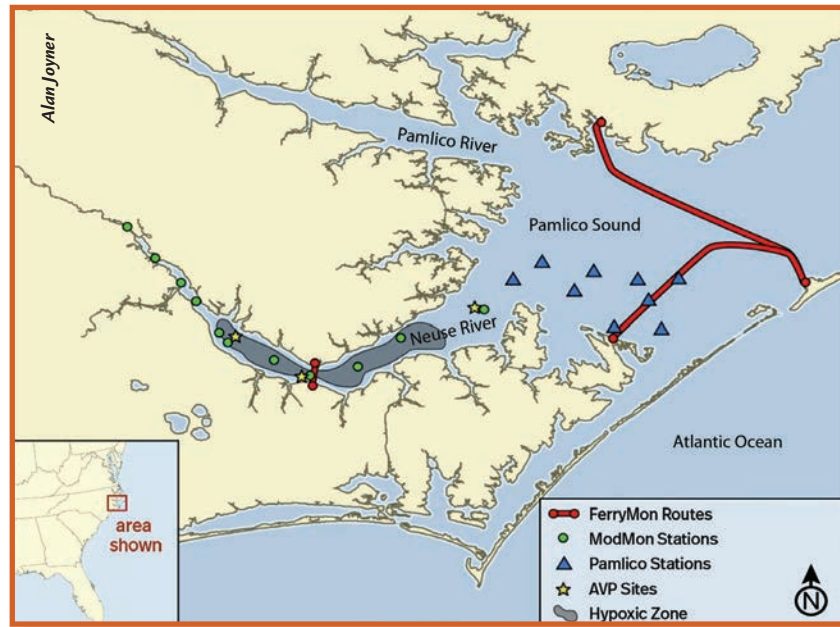 Alan Joyner
Pamlico River
Pamlico Sound
Neuse River
Atlantic Ocean
area
shown
FerryMon Routes
ModMon Stations
Pamlico Stations
AVP Sites
Hypoxic Zone
N